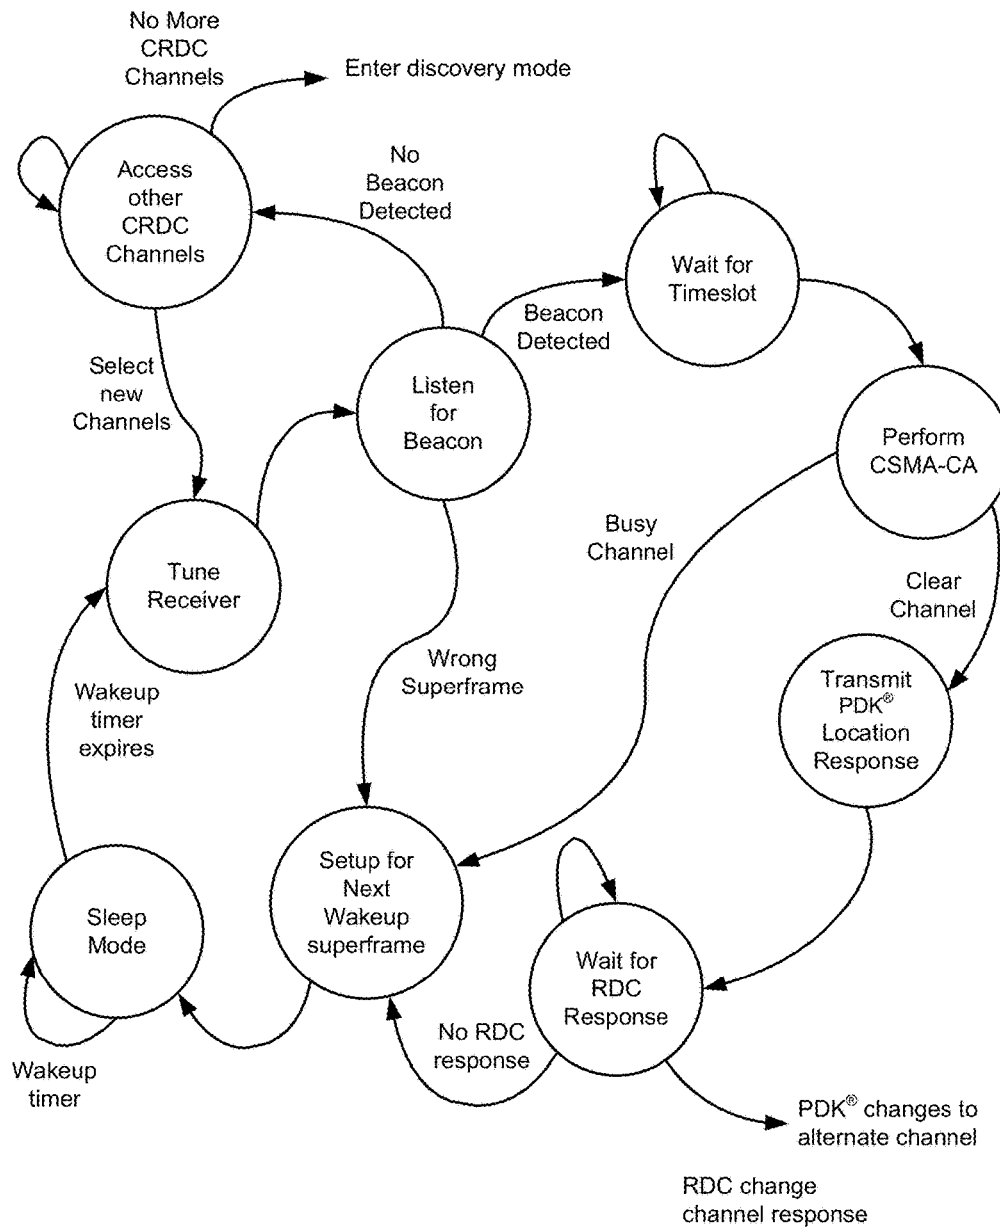 No More
CRDC
Channels
Enter discovery mode
Access
other
CRDC
Channels
No
Beacon
Detected
Wait for
Timeslot
Beacon
Detected
Select
new
Channels
Listen
for
Beacon
Perform
CSMA-CA
Busy
Channel
Tune
Receiver
Clear
Channel
Wrong
Superframe
Transmit
PDK®
Location
Response
Wakeup
timer
expires
Setup for
Next
Wakeup
superframe
Sleep
Mode
Wait for
RDC
Response
No RDC
response
Wakeup
timer
PDK® changes to
alternate channel
RDC change
channel response